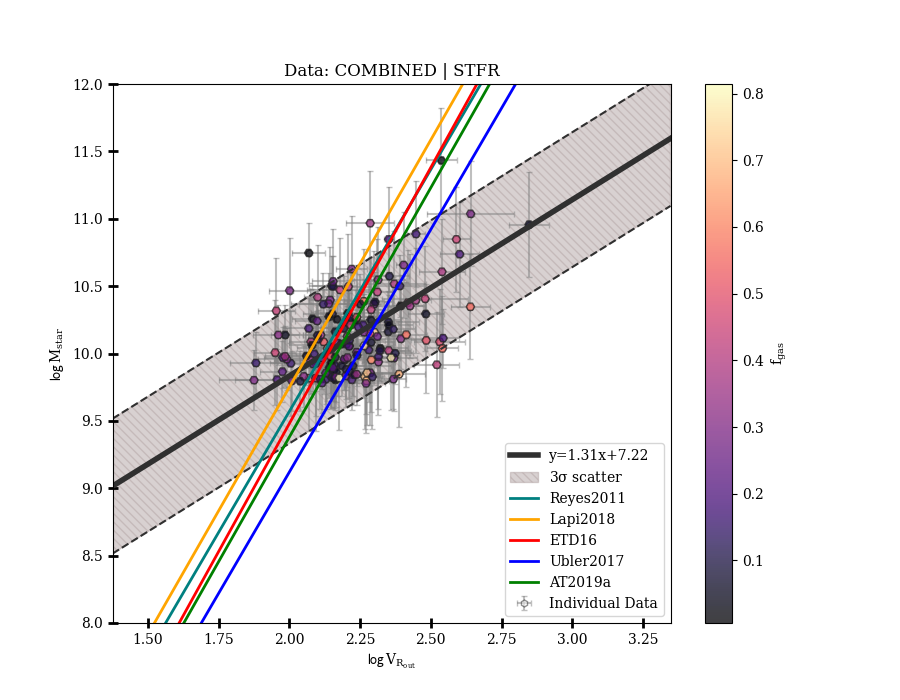 Data: COMBINED | STFR
12.0
11.5
11.0
10.5
10.0
9.5
9.0
8.5
8.0
log M_star
1.50 1.75 2.00 2.25 2.50 2.75 3.00 3.25
log V_R_out
y=1.31x+7.22
3σ scatter
Reyes2011
Lapi2018
ETD16
Ubler2017
AT2019a
Individual Data
0.8
0.7
0.6
0.5
0.4
0.3
0.2
0.1
f_gas